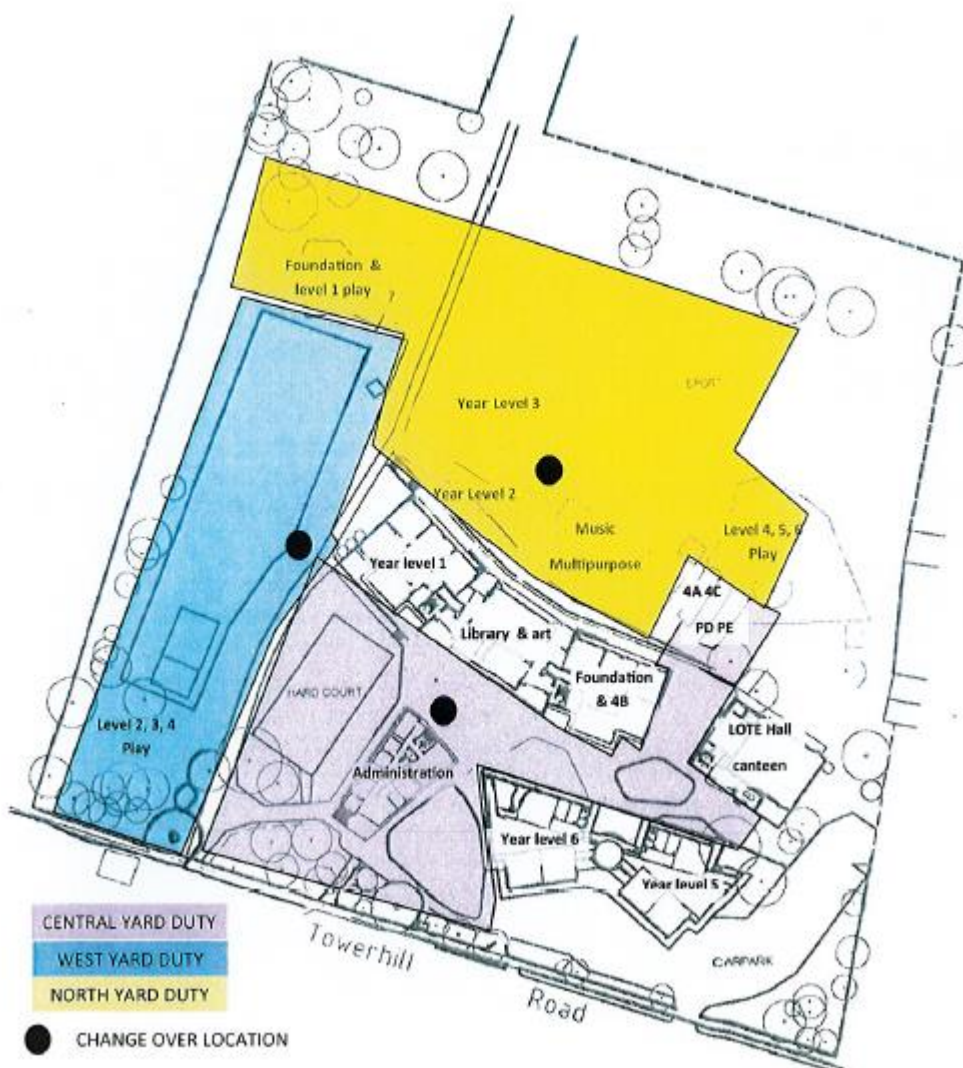 Foundation &
level 1 play
?
Year Level 3
Year Level 2
Music
Multipurpose
Level 4, 5, 6
Play
Year level 1
4A 4C
PD PE
Library & art
Foundation
& 4B
HARD COURT
LOTE Hall
canteen
Level 2, 3, 4
Play
Administration
Year level 6
Year level 5
CARPARK
Towerhill
Road
CENTRAL YARD DUTY
WEST YARD DUTY
NORTH YARD DUTY
CHANGE OVER LOCATION